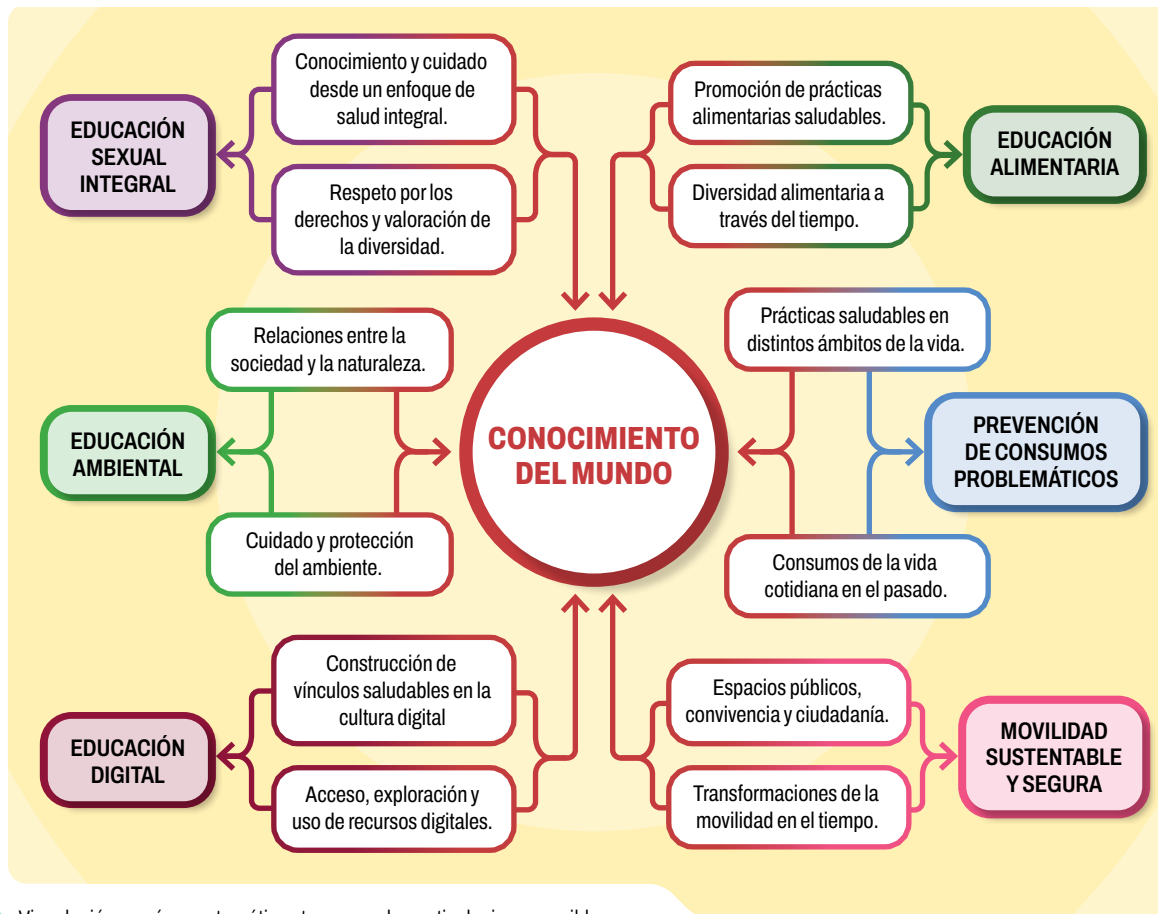 Conocimiento y cuidado
desde un enfoque de
salud integral.
EDUCACIÓN
SEXUAL
INTEGRAL
Respeto por los
derechos y valoración de
la diversidad.
Promoción de prácticas
alimentarias saludables.
EDUCACIÓN
ALIMENTARIA
Diversidad alimentaria a
través del tiempo.
Relaciones entre la
sociedad y la naturaleza.
EDUCACIÓN
AMBIENTAL
Cuidado y protección
del ambiente.
CONOCIMIENTO
DEL MUNDO
Prácticas saludables en
distintos ámbitos de la vida.
PREVENCIÓN
DE CONSUMOS
PROBLEMÁTICOS
Consumos de la vida
cotidiana en el pasado.
Construcción de
vínculos saludables en la
cultura digital
EDUCACIÓN
DIGITAL
Acceso, exploración y
uso de recursos digitales.
Espacios públicos,
convivencia y ciudadanía.
MOVILIDAD
SUSTENTABLE
Y SEGURA
Transformaciones de la
movilidad en el tiempo.